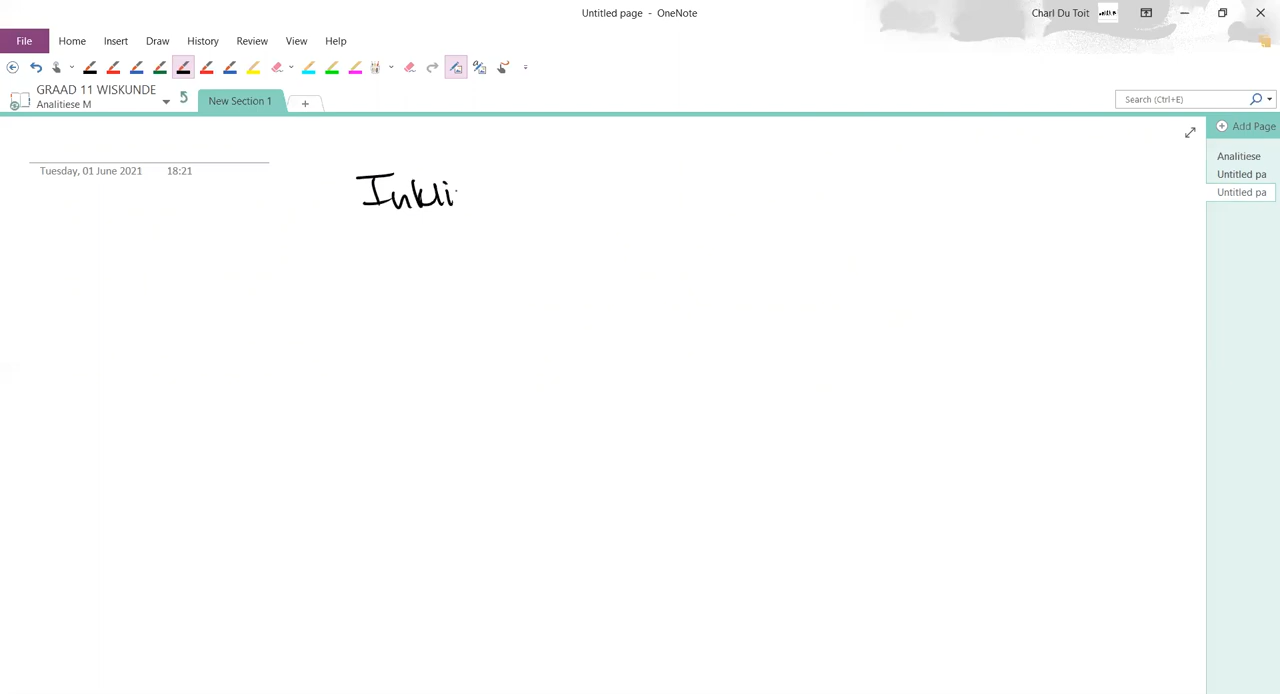 Untitled page - OneNote
Charl Du Toit
File Home Insert Draw History Review View Help
GRAAD 11 WISKUNDE
Analitiese M
New Section 1
Search (Ctrl+E)
Add Page
Tuesday, 01 June 2021 18:21
Analitiese
Untitled pa
Untitled pa
Inkli